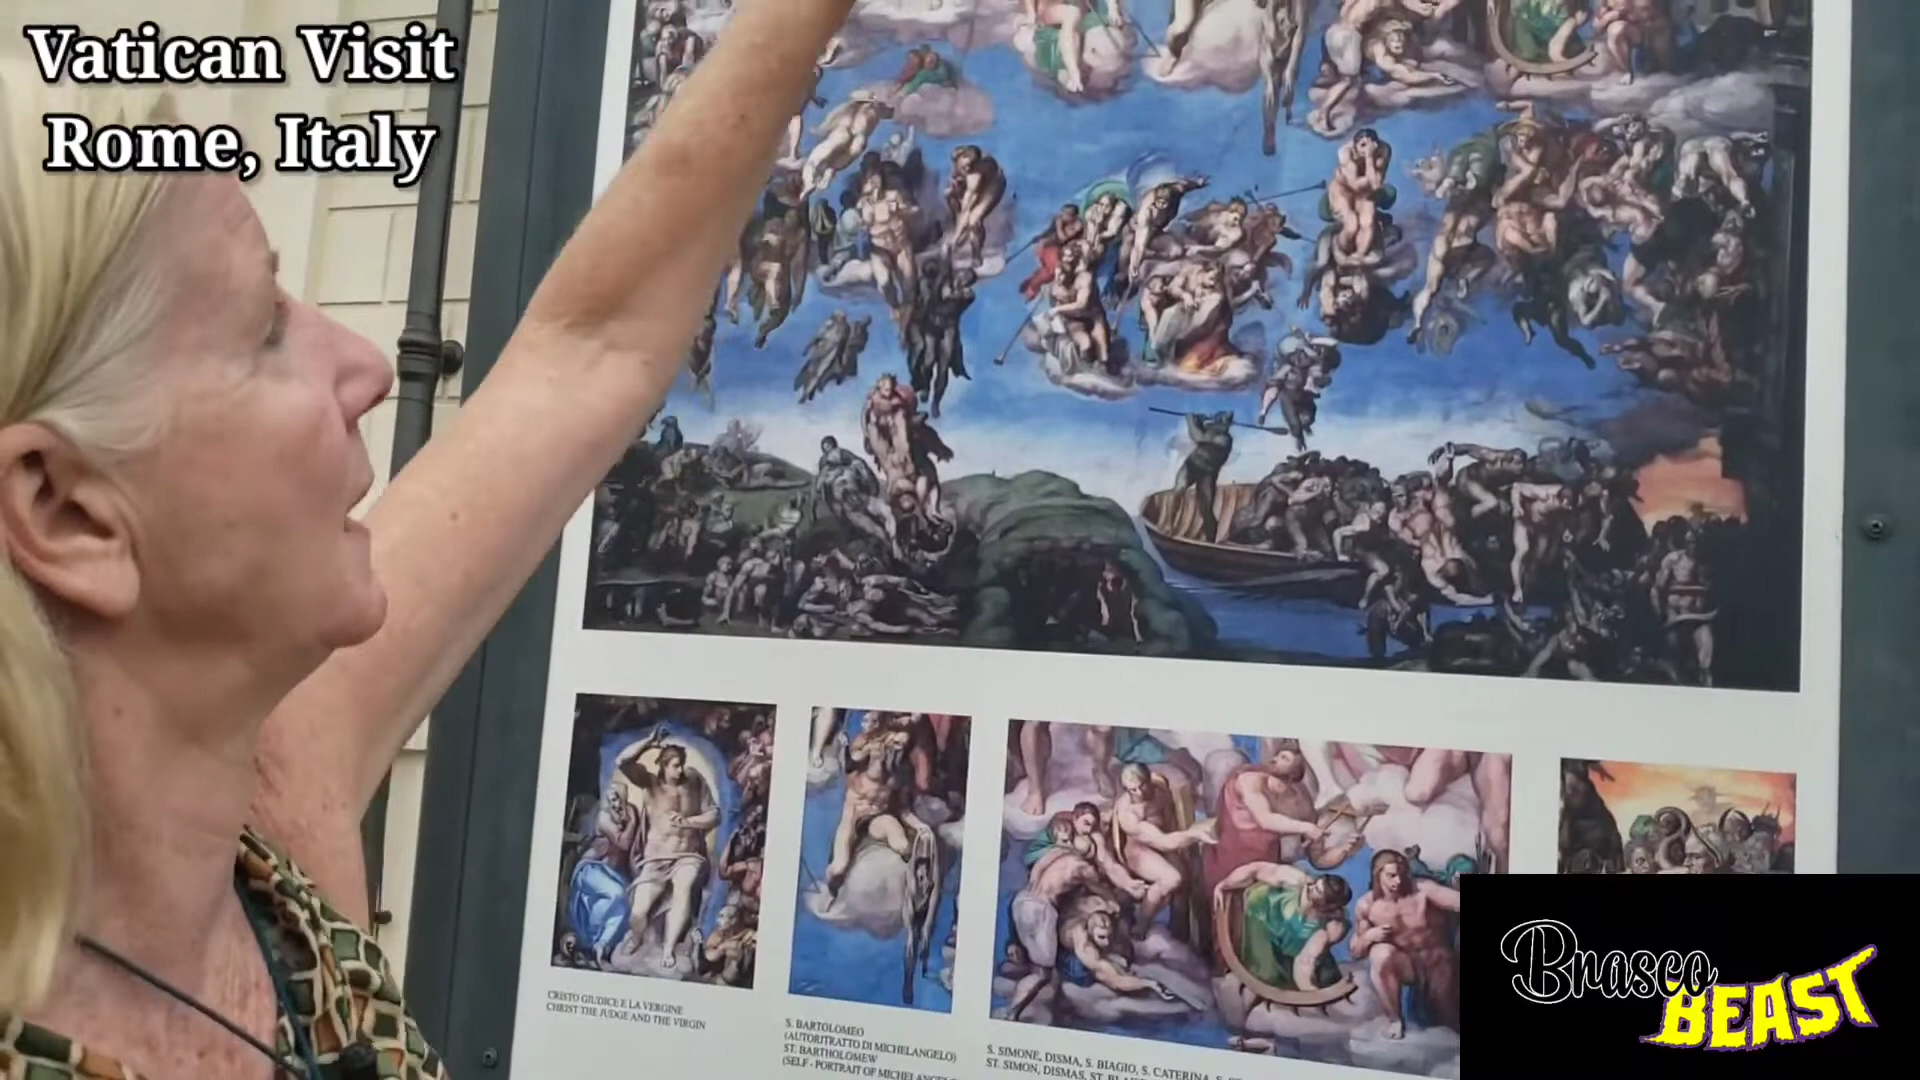 Vatican Visit
Rome, Italy
CRISTO GIUDICE E LA VERGINE
CHRIST THE JUDGE AND THE VIRGIN
S. BARTOLOMEO
(AUTORITRATTO DI MICHELANGELO)
ST. BARTHOLOMEW
(SELF - PORTRAIT OF
S. SIMONE, DISMA, S. BIAGIO, S. CATERINA,
ST. SIMON, DISMAS, ST.
Brasco
BEAST